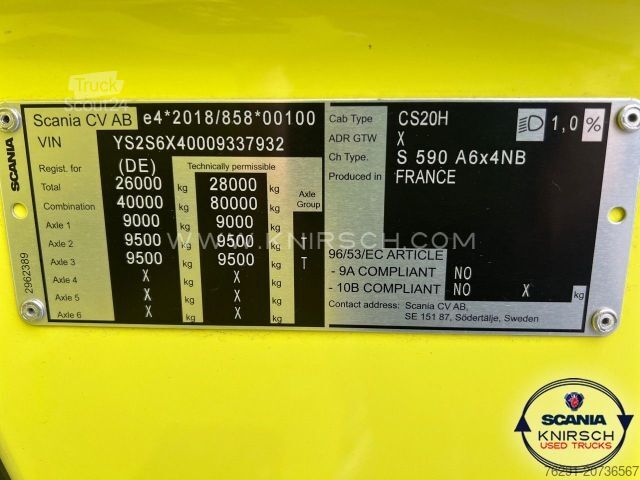 Truck
Scout24
SCANIA
2962389
Scania CV AB e4*2018/858*00100
VIN YS2S6X40009337932
Regist. for (DE) Technically permissible
Total 26000 kg 28000 kg Axle
Combination 40000 kg 80000 kg Group
Axle 1 9000 kg 9000 kg
Axle 2 9500 kg 9500 kg
Axle 3 9500 kg 9500 kg T
Axle 4 X kg X kg
Axle 5 X kg X kg
Axle 6 X kg X kg
Cab Type CS20H 1,0 %
ADR GTW X
Ch Type. S 590 A6x4NB
Produced in FRANCE
96/53/EC ARTICLE
- 9A COMPLIANT NO
- 10B COMPLIANT NO X kg
Contact address: Scania CV AB,
SE 151 87, Södertälje, Sweden
WWW.KNIRSCH.COM
SCANIA
KNIRSCH
USED TRUCKS
76291-20736567